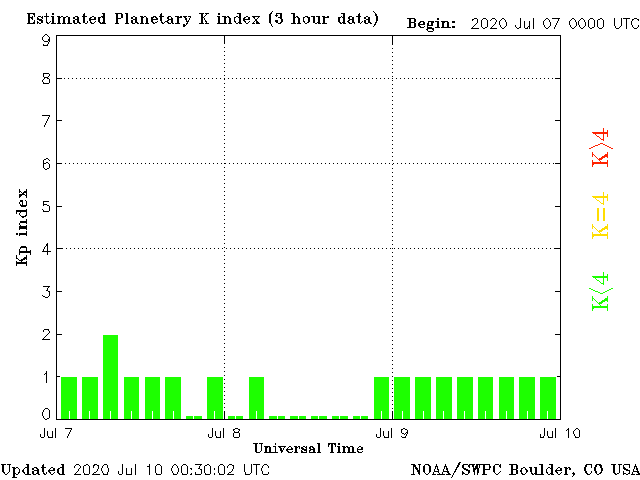 Estimated Planetary K index (3 hour data) Begin: 2020 Jul 07 0000 UTC
9
8
7
6
5
4
3
2
1
0
Kp index
K>4
K=4
K<4
Jul 7 Jul 8 Jul 9 Jul 10
Universal Time
Updated 2020 Jul 10 00:30:02 UTC NOAA/SWPC Boulder, CO USA